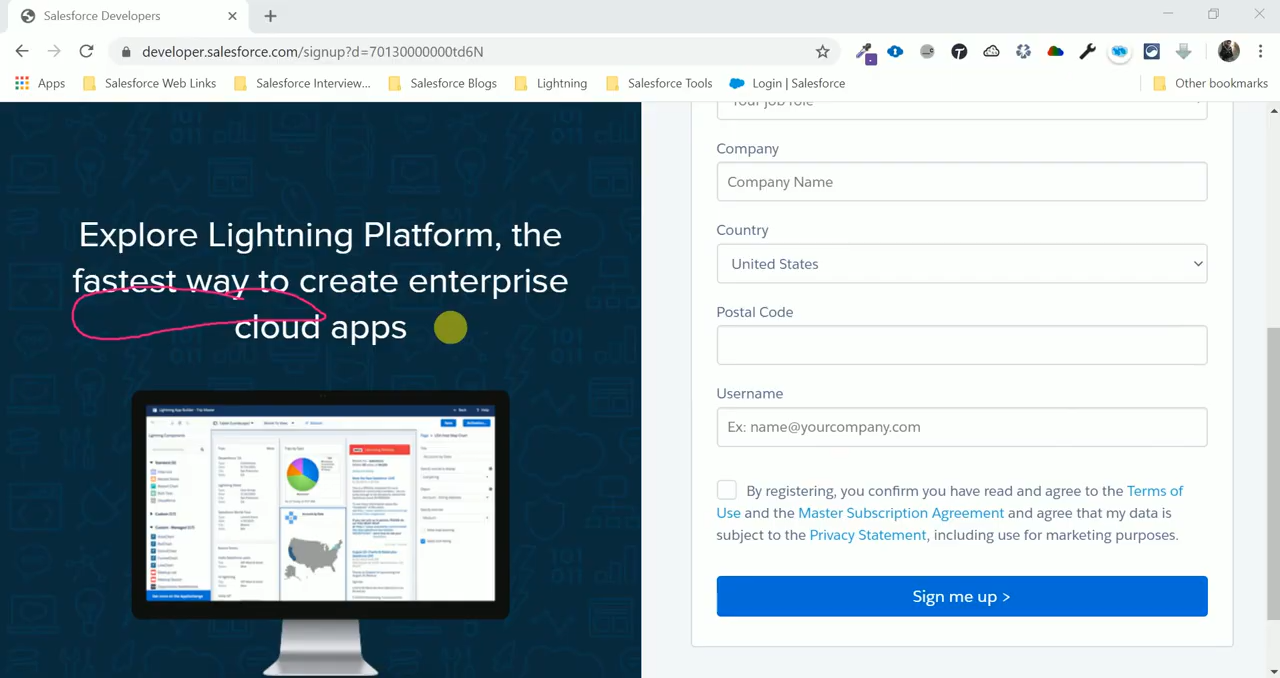 Salesforce Developers
developer.salesforce.com/signup?d=70130000000td6N
Apps
Salesforce Web Links
Salesforce Interview...
Salesforce Blogs
Lightning
Salesforce Tools
Login | Salesforce
Other bookmarks
Explore Lightning Platform, the
fastest way to create enterprise
cloud apps
Your job role
Company
Company Name
Country
United States
Postal Code
Username
Ex: name@yourcompany.com
By registering, you confirm you have read and agree to the Terms of
Use and the Master Subscription Agreement and agree that my data is
subject to the Privacy Statement, including use for marketing purposes.
Sign me up >